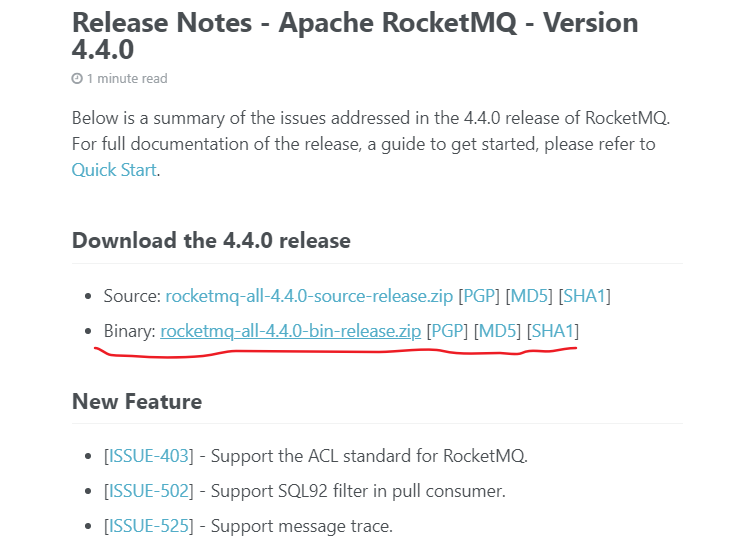 Release Notes - Apache RocketMQ - Version
4.4.0
1 minute read
Below is a summary of the issues addressed in the 4.4.0 release of RocketMQ.
For full documentation of the release, a guide to get started, please refer to
Quick Start.
Download the 4.4.0 release
Source: rocketmq-all-4.4.0-source-release.zip [PGP] [MD5] [SHA1]
Binary: rocketmq-all-4.4.0-bin-release.zip [PGP] [MD5] [SHA1]
New Feature
[ISSUE-403] - Support the ACL standard for RocketMQ.
[ISSUE-502] - Support SQL92 filter in pull consumer.
[ISSUE-525] - Support message trace.